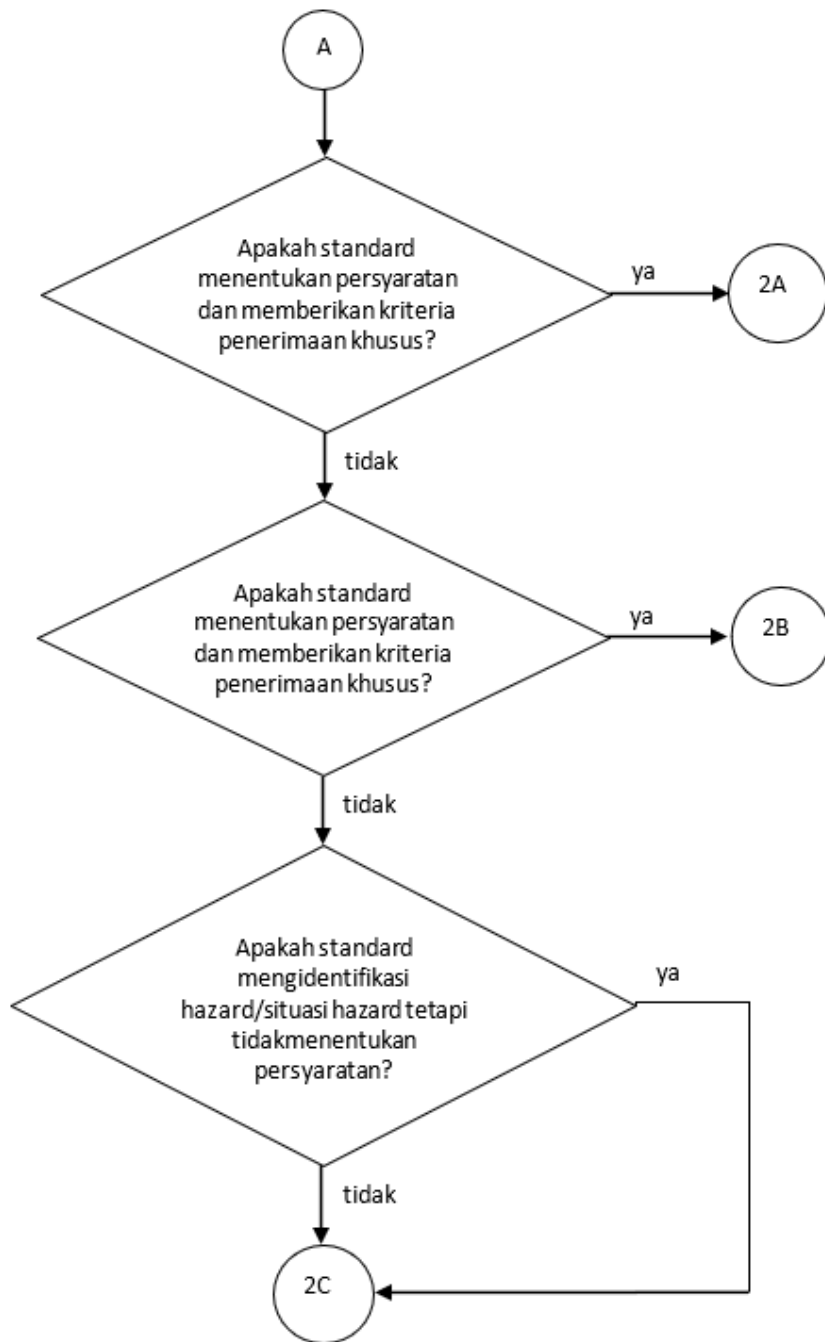 A
Apakah standard
menentukan persyaratan
dan memberikan kriteria
penerimaan khusus?
ya
2A
tidak
Apakah standard
menentukan persyaratan
dan memberikan kriteria
penerimaan khusus?
ya
2B
tidak
Apakah standard
mengidentifikasi
hazard/situasi hazard tetapi
tidakmenentukan
persyaratan?
ya
tidak
2C